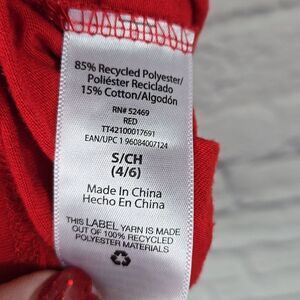 85% Recycled Polyester/
Poliéster Reciclado
15% Cotton/Algodón
RN# 52469
RED
TT42100017691
EAN/UPC 1 96084007124
S/CH
(4/6)
Made In China
Hecho En China
THIS LABEL YARN IS MADE
OUT OF 100% RECYCLED
POLYESTER MATERIALS